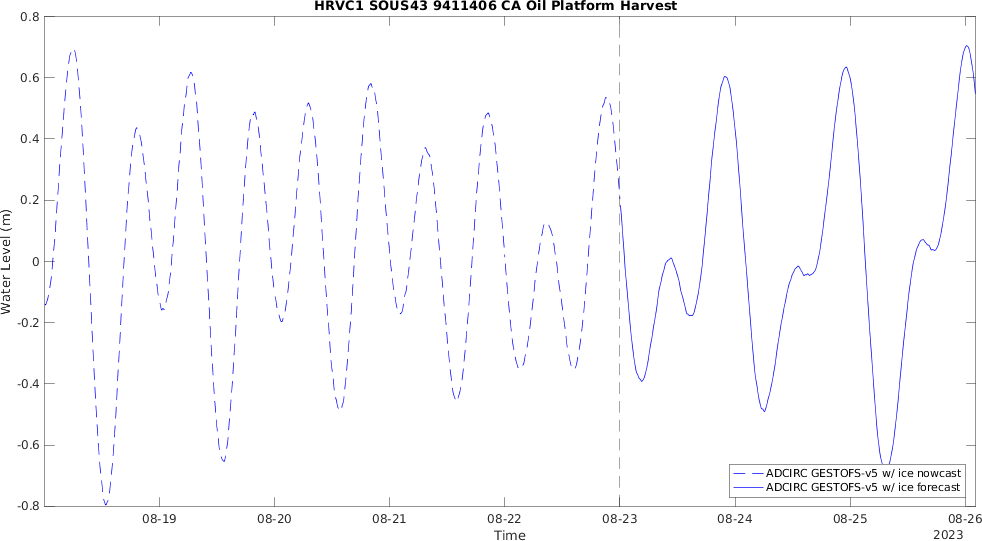 HRVC1 SOUS43 9411406 CA Oil Platform Harvest
Water Level (m)
0.8
0.6
0.4
0.2
0
-0.2
-0.4
-0.6
-0.8
ADCIRC GESTOFS-v5 w/ ice nowcast
ADCIRC GESTOFS-v5 w/ ice forecast
08-19 08-20 08-21 08-22 08-23 08-24 08-25 08-26
Time
2023